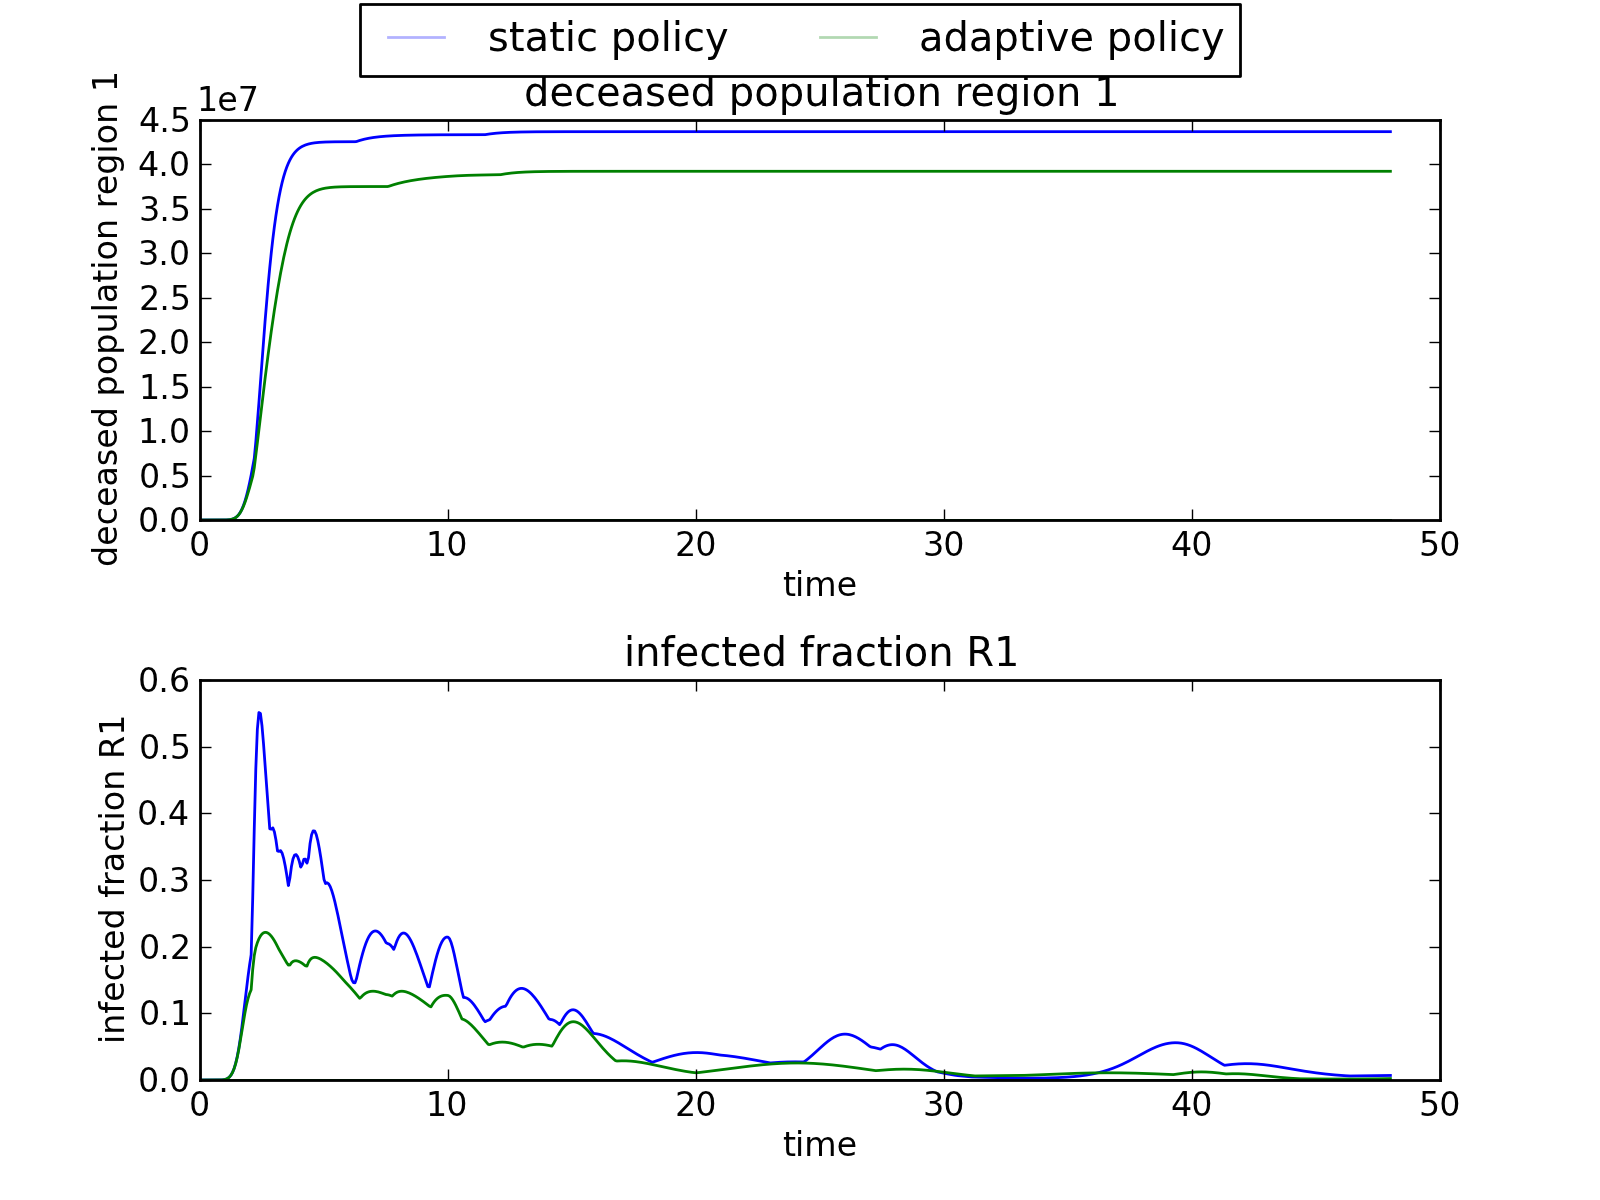 static policy adaptive policy
deceased population region 1
1e7
deceased population region 1
4.5
4.0
3.5
3.0
2.5
2.0
1.5
1.0
0.5
0.0
0 10 20 30 40 50
time
infected fraction R1
infected fraction R1
0.6
0.5
0.4
0.3
0.2
0.1
0.0
0 10 20 30 40 50
time